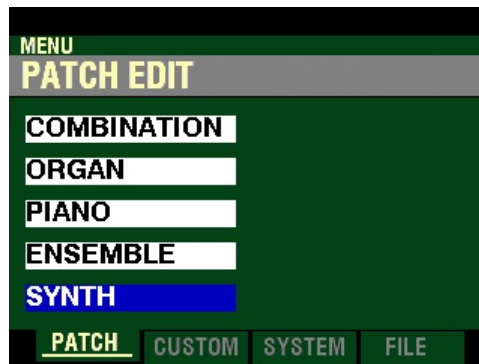 MENU
PATCH EDIT
COMBINATION
ORGAN
PIANO
ENSEMBLE
SYNTH
PATCH CUSTOM SYSTEM FILE